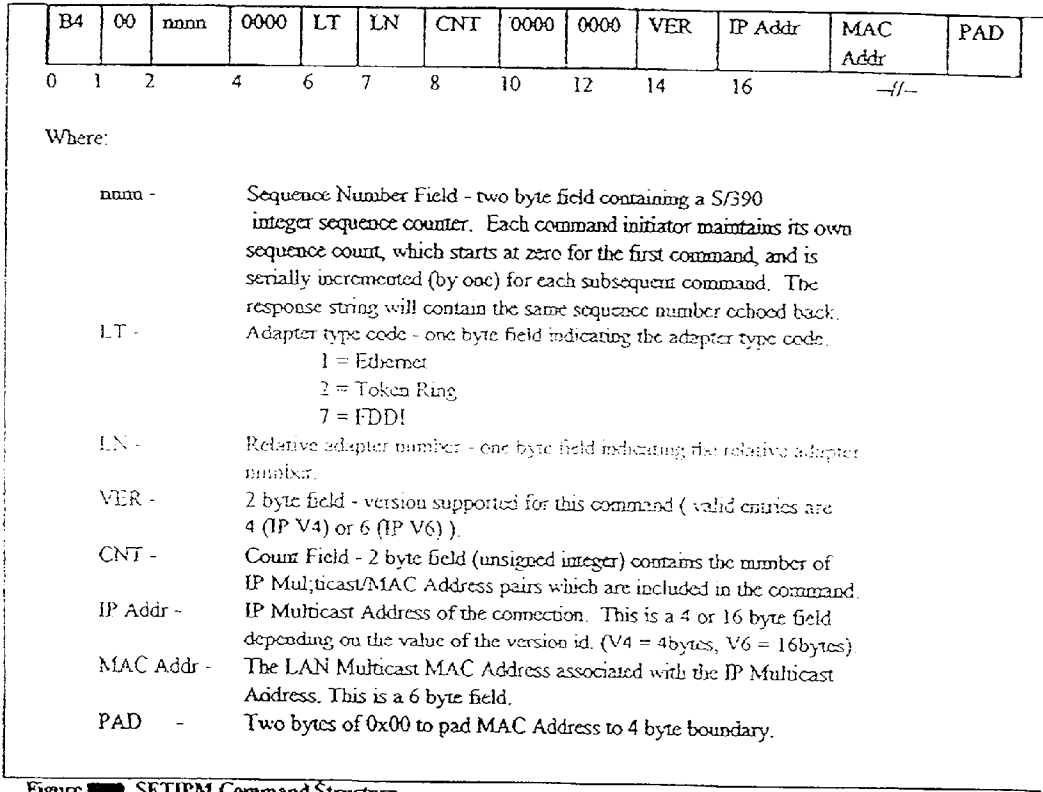 B4 00 nnnn 0000 LT LN CNT 0000 0000 VER IP Addr MAC Addr PAD
0 1 2 4 6 7 8 10 12 14 16 —//—
Where:
nnnn - Sequence Number Field - two byte field containing a S/390
integer sequence counter. Each command initiator maintains its own
sequence count, which starts at zero for the first command, and is
serially incremented (by one) for each subsequent command. The
response string will contain the same sequence number echoed back.
LT - Adapter type code - one byte field indicating the adapter type code.
1 = Ethernet
2 = Token Ring
7 = FDDI
LN - Relative adapter number - one byte field indicating the relative adapter
number.
VER - 2 byte field - version supported for this command ( valid entries are
4 (IP V4) or 6 (IP V6) ).
CNT - Count Field - 2 byte field (unsigned integer) contains the number of
IP Mul;ticast/MAC Address pairs which are included in the command.
IP Addr - IP Multicast Address of the connection. This is a 4 or 16 byte field
depending on the value of the version id. (V4 = 4bytes, V6 = 16bytes)
MAC Addr - The LAN Multicast MAC Address associated with the IP Multicast
Address. This is a 6 byte field.
PAD - Two bytes of 0x00 to pad MAC Address to 4 byte boundary.
Figure SETIPM Command Structure